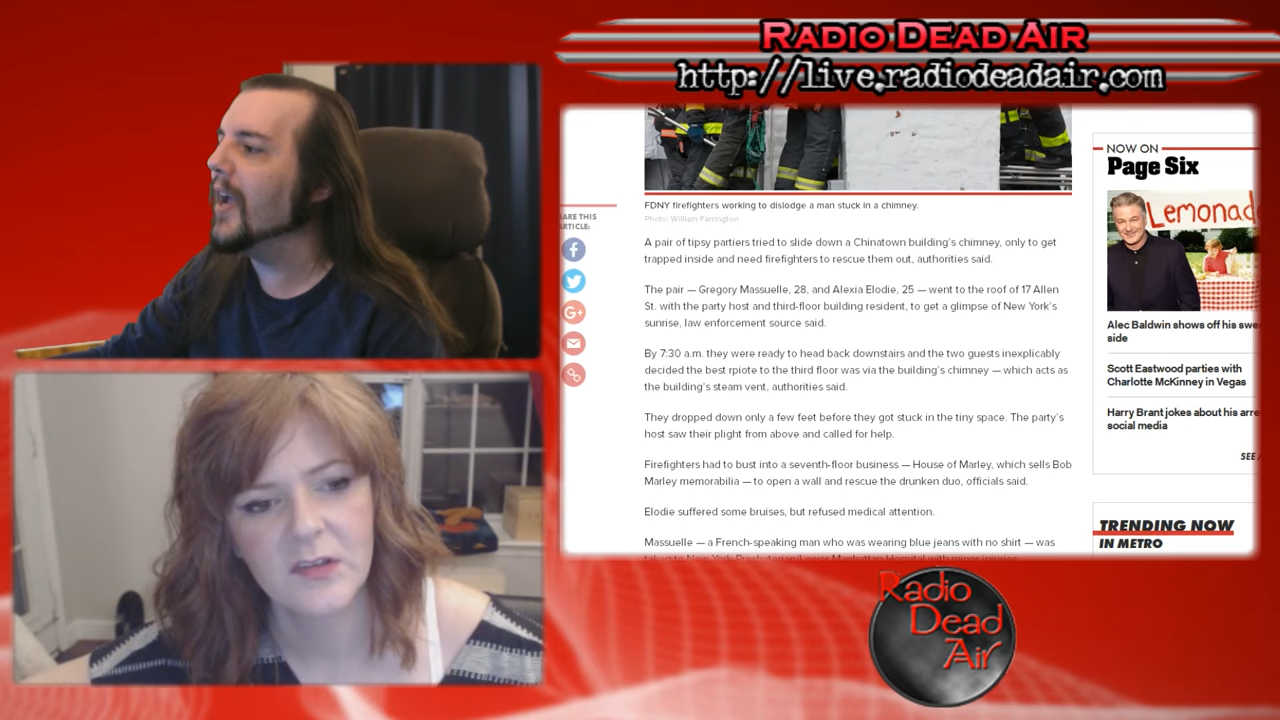 Radio Dead Air
http://live.radiodeadair.com
FDNY firefighters working to dislodge a man stuck in a chimney.
Photo: William Farrington
ARE THIS
ARTICLE:
A pair of tipsy partiers tried to slide down a Chinatown building's chimney, only to get
trapped inside and need firefighters to rescue them out, authorities said.
The pair — Gregory Massuelle, 28, and Alexia Elodie, 25 — went to the roof of 17 Allen
St. with the party host and third-floor building resident, to get a glimpse of New York's
sunrise, law enforcement source said.
By 7:30 a.m. they were ready to head back downstairs and the two guests inexplicably
decided the best rpiote to the third floor was via the building's chimney — which acts as
the building's steam vent, authorities said.
They dropped down only a few feet before they got stuck in the tiny space. The party's
host saw their plight from above and called for help.
Firefighters had to bust into a seventh-floor business — House of Marley, which sells Bob
Marley memorabilia — to open a wall and rescue the drunken duo, officials said.
Elodie suffered some bruises, but refused medical attention.
Massuelle — a French-speaking man who was wearing blue jeans with no shirt — was
taken to New York Presbyterian/Lower Manhattan Hospital with minor injuries.
NOW ON
Page Six
Lemonad
Alec Baldwin shows off his swe
side
Scott Eastwood parties with
Charlotte McKinney in Vegas
Harry Brant jokes about his arre
social media
SEE A
TRENDING NOW
IN METRO
Radio
Dead
Air